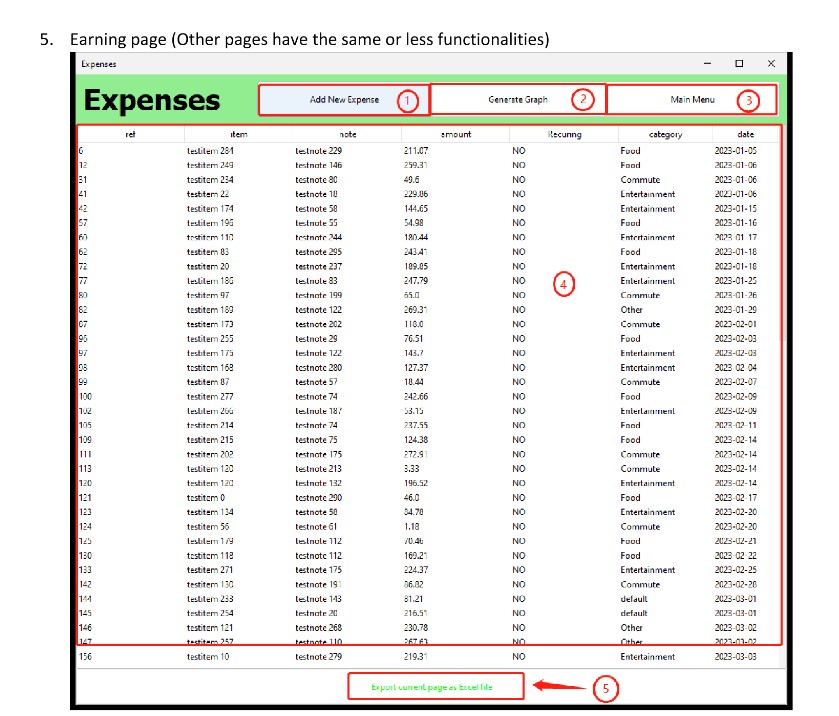 5. Earning page (Other pages have the same or less functionalities)
Expenses
Expenses Add New Expense 1 Generate Graph 2 Main Menu 3
ref item note amount Recuring category date
6 testitem 284 testnote 229 211.07 NO Food 2023-01-05
12 testitem 249 testnote 146 259.31 NO Food 2023-01-06
31 testitem 234 testnote 80 49.6 NO Commute 2023-01-06
41 testitem 22 testnote 18 229.86 NO Entertainment 2023-01-06
42 testitem 174 testnote 58 144.65 NO Entertainment 2023-01-15
57 testitem 196 testnote 55 54.98 NO Food 2023-01-16
60 testitem 110 testnote 244 180.44 NO Entertainment 2023-01-17
62 testitem 83 testnote 295 243.41 NO Food 2023-01-18
72 testitem 20 testnote 237 189.85 NO Entertainment 2023-01-18
77 testitem 186 testnote 83 247.79 NO Entertainment 2023-01-25
80 testitem 97 testnote 199 65.0 NO Commute 2023-01-26
82 testitem 189 testnote 122 269.31 NO Other 2023-01-29
87 testitem 173 testnote 202 118.0 NO Commute 2023-02-01
96 testitem 255 testnote 29 76.51 NO Food 2023-02-03
97 testitem 175 testnote 122 143.7 NO Entertainment 2023-02-03
98 testitem 168 testnote 280 127.37 NO Entertainment 2023-02-04
99 testitem 87 testnote 57 18.44 NO Commute 2023-02-07
100 testitem 277 testnote 74 242.66 NO Food 2023-02-09
102 testitem 266 testnote 187 53.15 NO Entertainment 2023-02-09
105 testitem 214 testnote 74 237.55 NO Food 2023-02-11
109 testitem 215 testnote 75 124.38 NO Food 2023-02-14
111 testitem 202 testnote 175 272.91 NO Commute 2023-02-14
113 testitem 120 testnote 213 3.33 NO Commute 2023-02-14
120 testitem 120 testnote 132 196.52 NO Entertainment 2023-02-14
121 testitem 0 testnote 290 46.0 NO Food 2023-02-17
123 testitem 134 testnote 58 84.78 NO Entertainment 2023-02-20
124 testitem 56 testnote 61 1.18 NO Commute 2023-02-20
125 testitem 179 testnote 112 70.46 NO Food 2023-02-21
130 testitem 118 testnote 112 169.21 NO Food 2023-02-22
133 testitem 271 testnote 175 224.37 NO Entertainment 2023-02-25
142 testitem 130 testnote 191 86.82 NO Commute 2023-02-28
144 testitem 233 testnote 143 81.21 NO default 2023-03-01
145 testitem 254 testnote 20 216.51 NO default 2023-03-01
146 testitem 121 testnote 268 230.78 NO Other 2023-03-02
147 testitem 257 testnote 110 267.63 NO Other 2023-03-02
156 testitem 10 testnote 279 219.31 NO Entertainment 2023-03-03
4
Export current page as Excel file 5